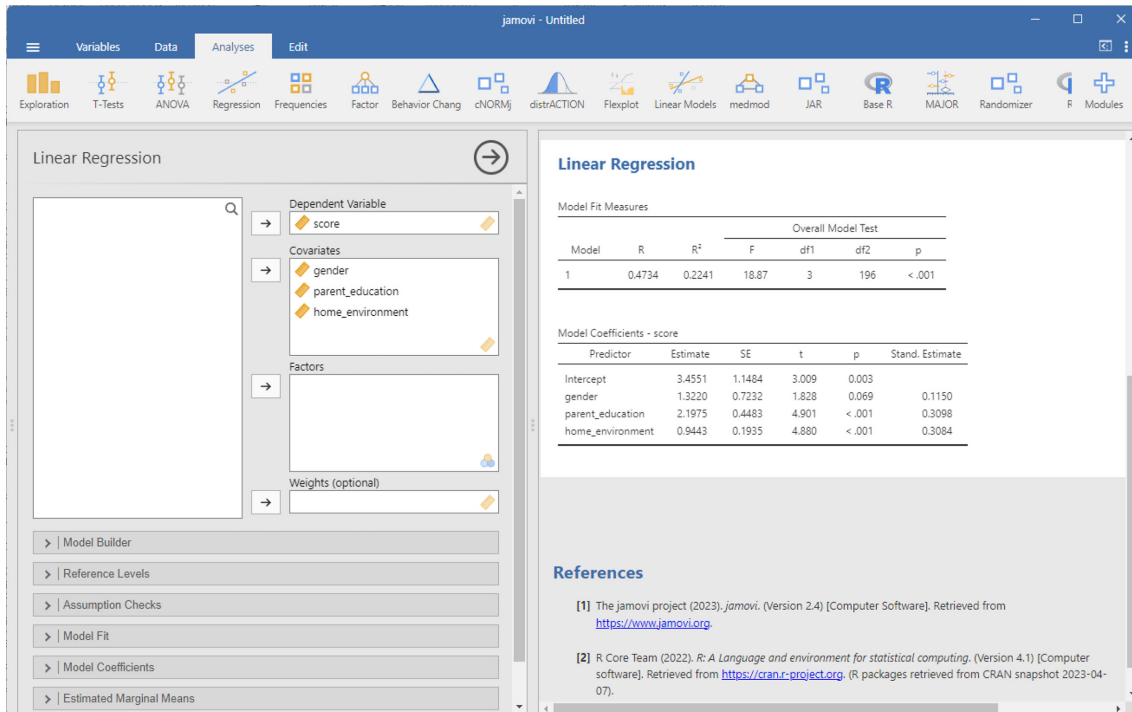 jamovi - Untitled
Variables Data Analyses Edit
Exploration T-Tests ANOVA Regression Frequencies Factor Behavior Chang cNORMj distrACTION Flexplot Linear Models medmod JAR Base R MAJOR Randomizer R Modules
Linear Regression
Dependent Variable
score
Covariates
gender
parent_education
home_environment
Factors
Weights (optional)
Model Builder
Reference Levels
Assumption Checks
Model Fit
Model Coefficients
Estimated Marginal Means
Linear Regression
Model Fit Measures
Overall Model Test
Model R R² F df1 df2 p
1 0.4734 0.2241 18.87 3 196 < .001
Model Coefficients - score
Predictor Estimate SE t p Stand. Estimate
Intercept 3.4551 1.1484 3.009 0.003
gender 1.3220 0.7232 1.828 0.069 0.1150
parent_education 2.1975 0.4483 4.901 < .001 0.3098
home_environment 0.9443 0.1935 4.880 < .001 0.3084
References
[1] The jamovi project (2023). jamovi. (Version 2.4) [Computer Software]. Retrieved from
https://www.jamovi.org.
[2] R Core Team (2022). R: A Language and environment for statistical computing. (Version 4.1) [Computer
software]. Retrieved from https://cran.r-project.org. (R packages retrieved from CRAN snapshot 2023-04-
07).